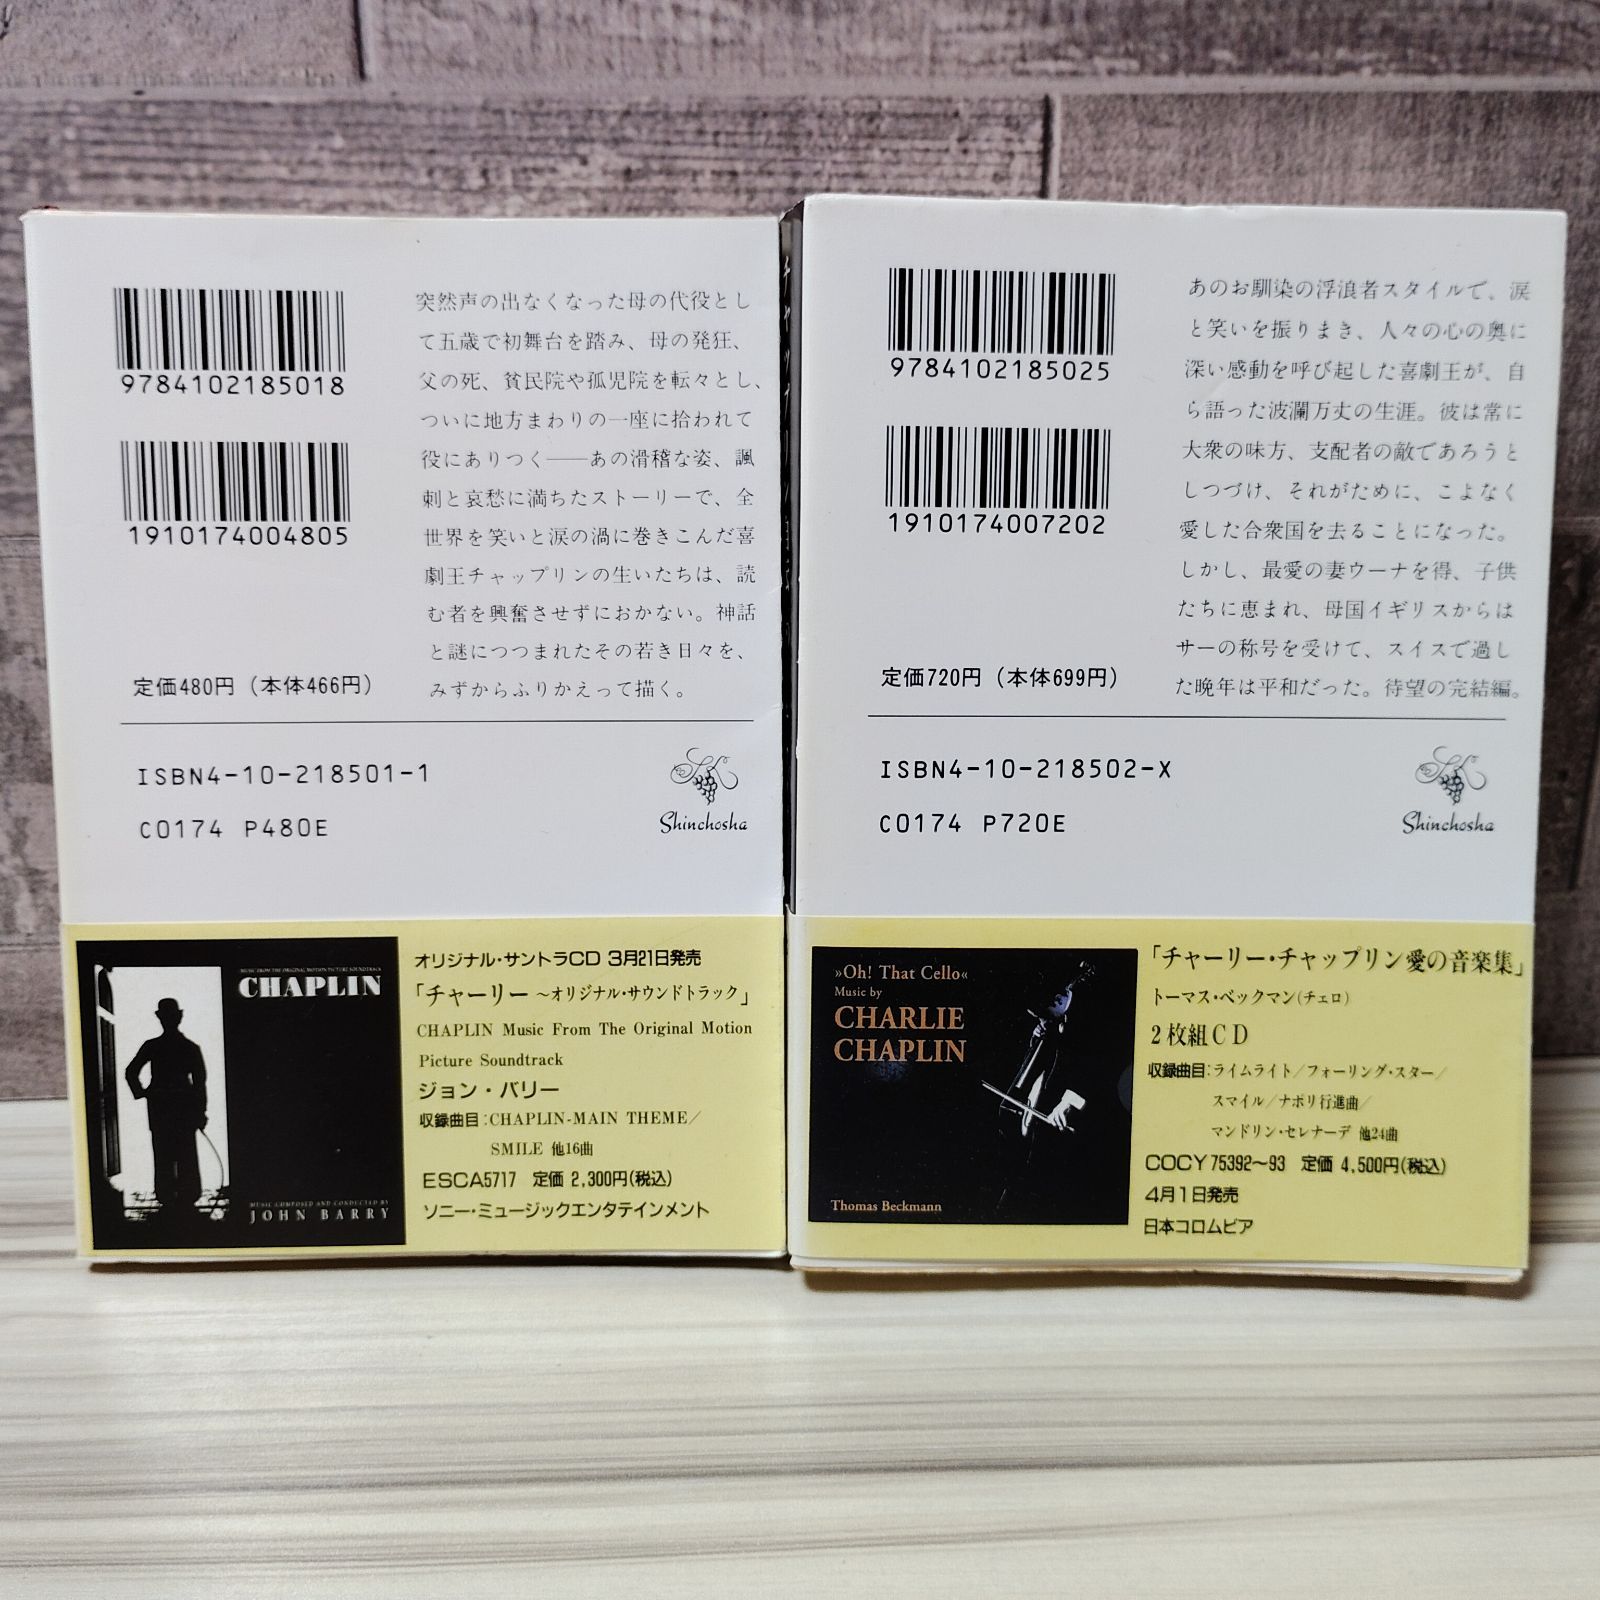 9784102185018
1910174004805
突然声の出なくなった母の代役とし
て五歳で初舞台を踏み、母の発狂、
父の死、貧民院や孤児院を転々とし、
ついに地方まわりの一座に拾われて
役にありつく──あの滑稽な姿、諷
刺と哀愁に満ちたストーリーで、全
世界を笑いと涙の渦に巻きこんだ喜
劇王チャップリンの生いたちは、読
む者を興奮させずにおかない。神話
と謎につつまれたその若き日々を、
みずからふりかえって描く。
定価480円（本体466円）
ISBN4-10-218501-1
C0174 P480E
Shinchosha
MUSIC FROM THE ORIGINAL MOTION PICTURE SOUNDTRACK
CHAPLIN
MUSIC COMPOSED AND CONDUCTED BY
JOHN BARRY
オリジナル・サントラCD 3月21日発売
「チャーリー ～オリジナル・サウンドトラック」
CHAPLIN Music From The Original Motion
Picture Soundtrack
ジョン・バリー
収録曲目：CHAPLIN-MAIN THEME／
SMILE 他16曲
ESCA5717 定価 2,300円(税込)
ソニー・ミュージックエンタテインメント
9784102185025
1910174007202
あのお馴染の浮浪者スタイルで、涙
と笑いを振りまき、人々の心の奥に
深い感動を呼び起した喜劇王が、自
ら語った波瀾万丈の生涯。彼は常に
大衆の味方、支配者の敵であろうと
しつづけ、それがために、こよなく
愛した合衆国を去ることになった。
しかし、最愛の妻ウーナを得、子供
たちに恵まれ、母国イギリスからは
サーの称号を受けて、スイスで過し
た晩年は平和だった。待望の完結編。
定価720円（本体699円）
ISBN4-10-218502-X
C0174 P720E
Shinchosha
»Oh! That Cello«
Music by
CHARLIE
CHAPLIN
Thomas Beckmann
「チャーリー・チャップリン愛の音楽集」
トーマス・ベックマン(チェロ)
2枚組CD
収録曲目：ライムライト／フォーリング・スター／
スマイル／ナポリ行進曲／
マンドリン・セレナーデ 他24曲
COCY 75392～93 定価 4,500円(税込)
4月1日発売
日本コロムビア